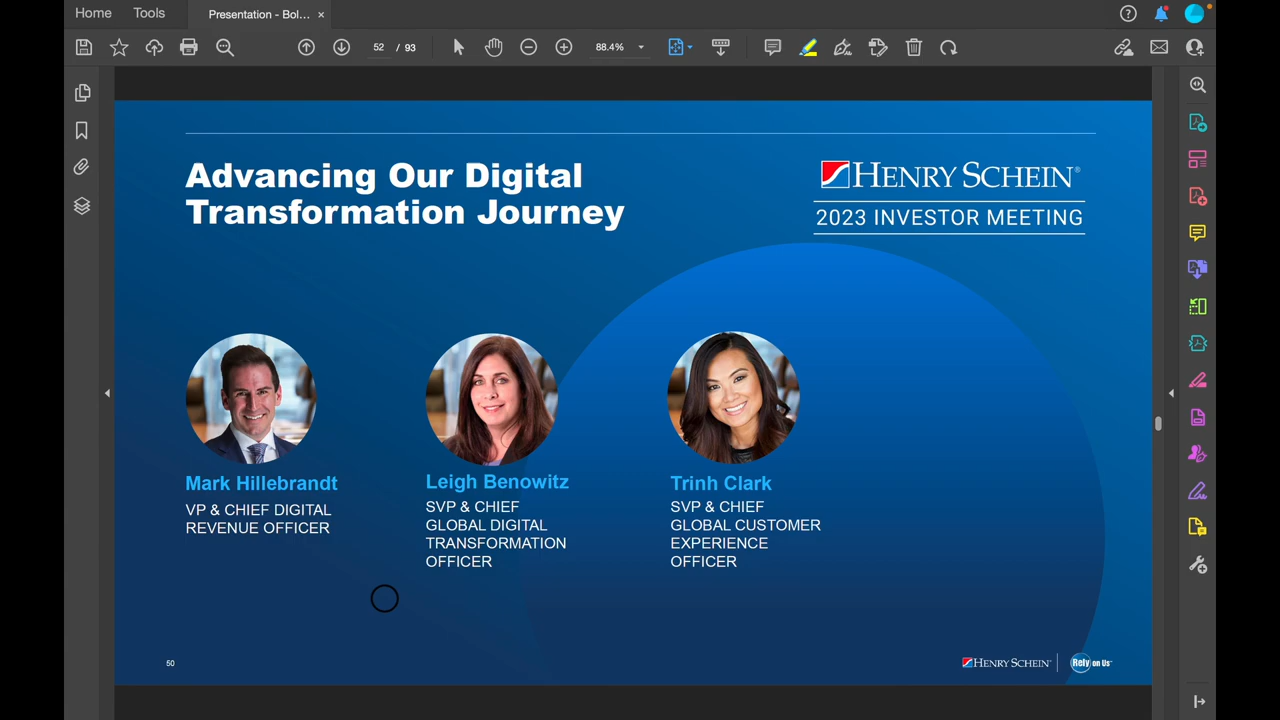 Home Tools Presentation - Bol... ×
52 / 93 88.4%
Advancing Our Digital
Transformation Journey
HENRY SCHEIN®
2023 INVESTOR MEETING
Mark Hillebrandt
VP & CHIEF DIGITAL
REVENUE OFFICER
Leigh Benowitz
SVP & CHIEF
GLOBAL DIGITAL
TRANSFORMATION
OFFICER
Trinh Clark
SVP & CHIEF
GLOBAL CUSTOMER
EXPERIENCE
OFFICER
50
HENRY SCHEIN®
Rely on Us™